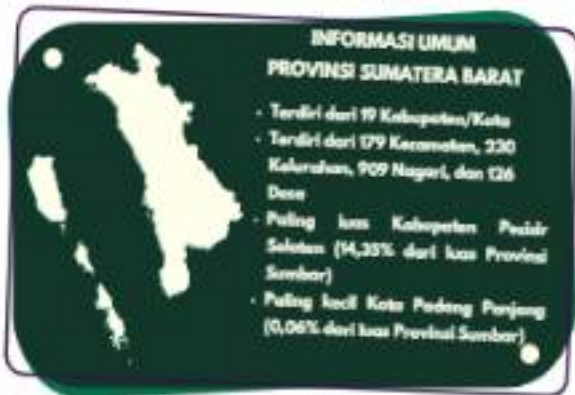 INFORMASI UMUM
PROVINSI SUMATERA BARAT
• Terdiri dari 19 Kabupaten/Kota
• Terdiri dari 179 Kecamatan, 230
Kelurahan, 909 Nagari, dan 126
Desa
• Paling luas Kabupaten Pesisir
Selatan (14,35% dari luas Provinsi
Sumbar)
• Paling kecil Kota Padang Panjang
(0,06% dari luas Provinsi Sumbar)